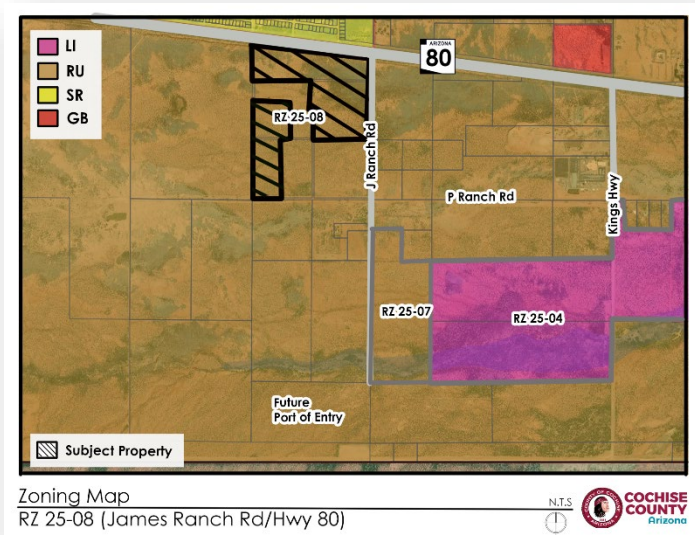 LI
RU
SR
GB
ARIZONA
80
RZ 25-08
J Ranch Rd
P Ranch Rd
Kings Hwy
RZ 25-07
RZ 25-04
Future
Port of Entry
Subject Property
Zoning Map
RZ 25-08 (James Ranch Rd/Hwy 80)
N.T.S
COCHISE
COUNTY
Arizona